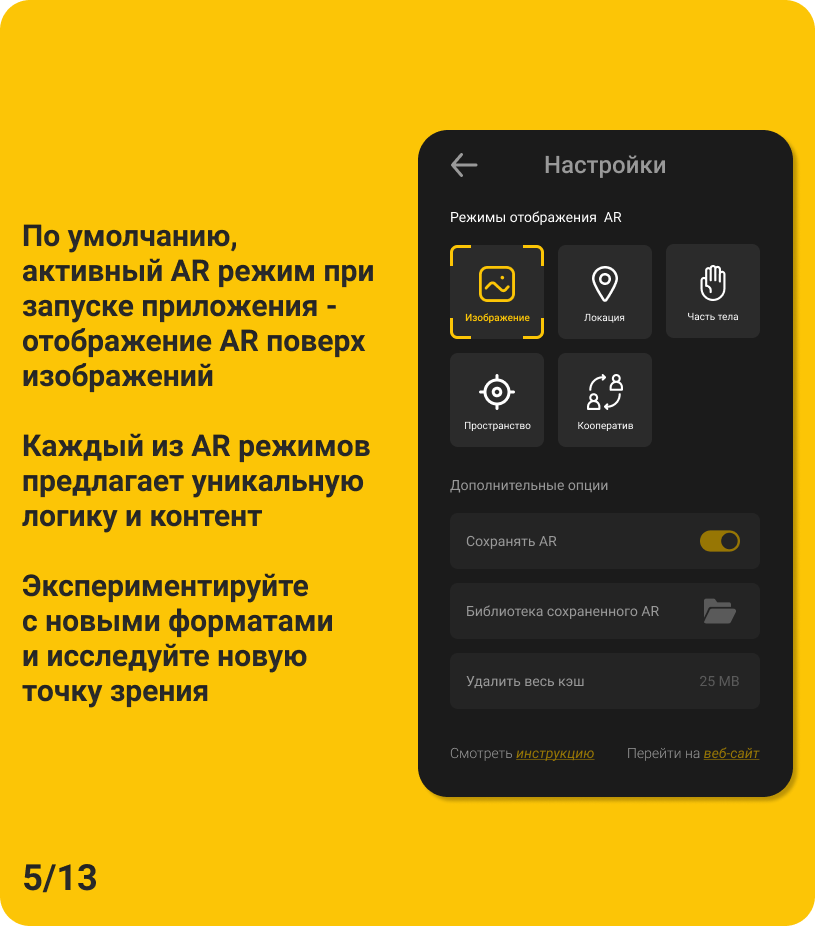 По умолчанию,
активный AR режим при
запуске приложения -
отображение AR поверх
изображений
Каждый из AR режимов
предлагает уникальную
логику и контент
Экспериментируйте
с новыми форматами
и исследуйте новую
точку зрения
5/13
Настройки
Режимы отображения AR
Изображение
Локация
Часть тела
Пространство
Кооператив
Дополнительные опции
Сохранять AR
Библиотека сохраненного AR
Удалить весь кэш 25 MB
Смотреть инструкцию Перейти на веб-сайт